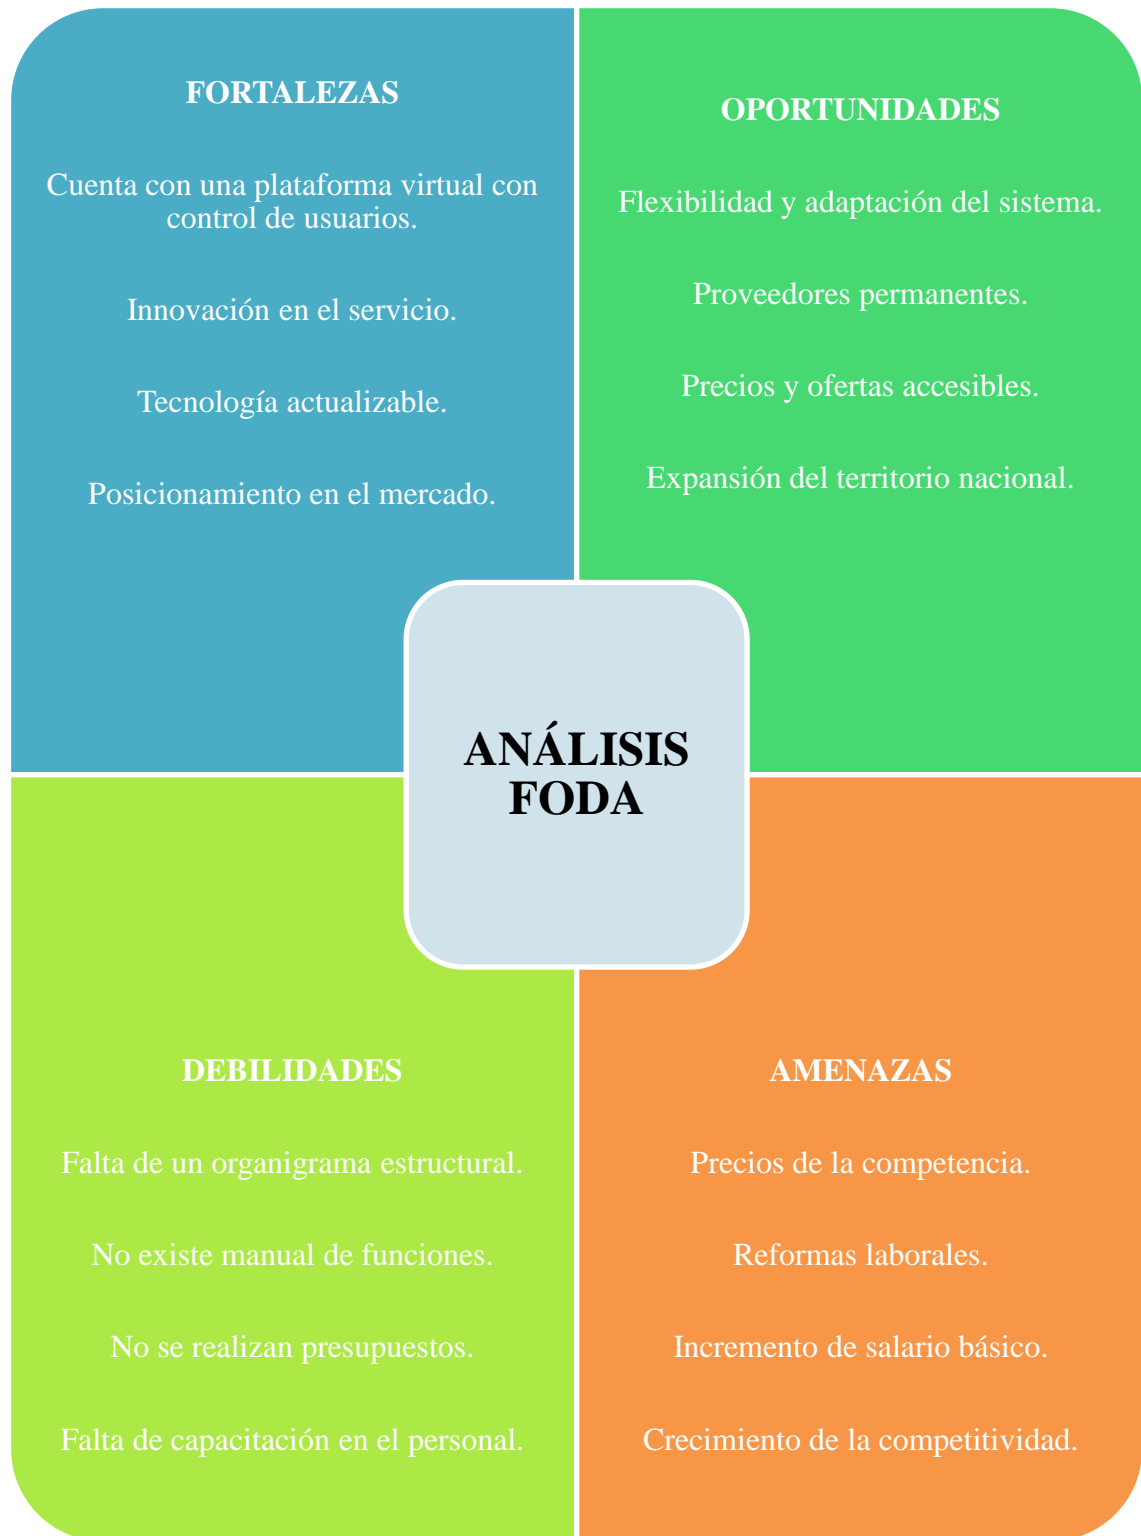 FORTALEZAS
Cuenta con una plataforma virtual con
control de usuarios.
Innovación en el servicio.
Tecnología actualizable.
Posicionamiento en el mercado.
OPORTUNIDADES
Flexibilidad y adaptación del sistema.
Proveedores permanentes.
Precios y ofertas accesibles.
Expansión del territorio nacional.
ANÁLISIS
FODA
DEBILIDADES
Falta de un organigrama estructural.
No existe manual de funciones.
No se realizan presupuestos.
Falta de capacitación en el personal.
AMENAZAS
Precios de la competencia.
Reformas laborales.
Incremento de salario básico.
Crecimiento de la competitividad.